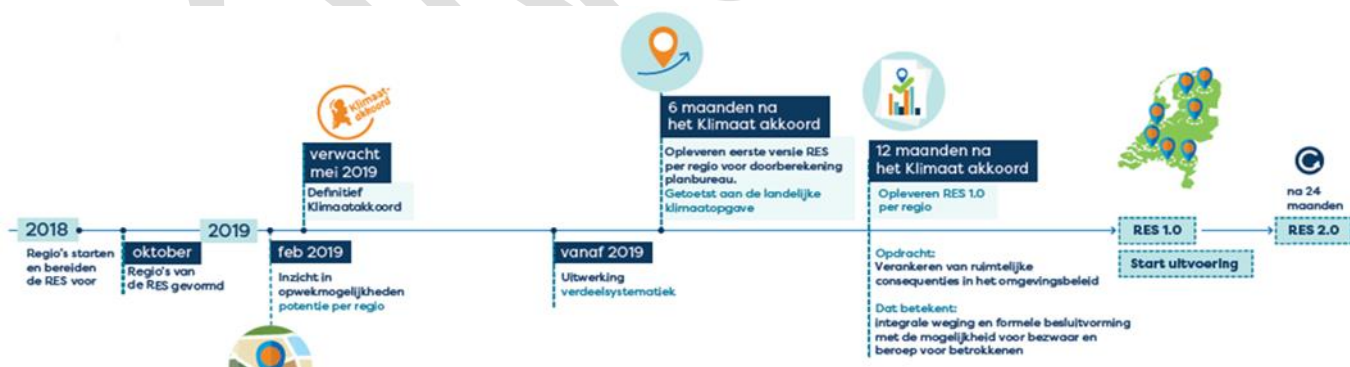 Klimaat-
akkoord
verwacht
mei 2019
Definitief
Klimaatakkoord
6 maanden na
het Klimaat akkoord
Opleveren eerste versie RES
per regio voor doorberekening
planbureau.
Getoetst aan de landelijke
klimaatopgave
12 maanden na
het Klimaat akkoord
Opleveren RES 1.0
per regio
na 24
maanden
2018
2019
RES 1.0
RES 2.0
Regio's starten
en bereiden
de RES voor
oktober
Regio's van
de RES gevormd
feb 2019
Inzicht in
opwekmogelijkheden
potentie per regio
vanaf 2019
Uitwerking
verdeelsystematiek
Opdracht:
Verankeren van ruimtelijke
consequenties in het omgevingsbeleid
Dat betekent:
integrale weging en formele besluitvorming
met de mogelijkheid voor bezwaar en
beroep voor betrokkenen
Start uitvoering